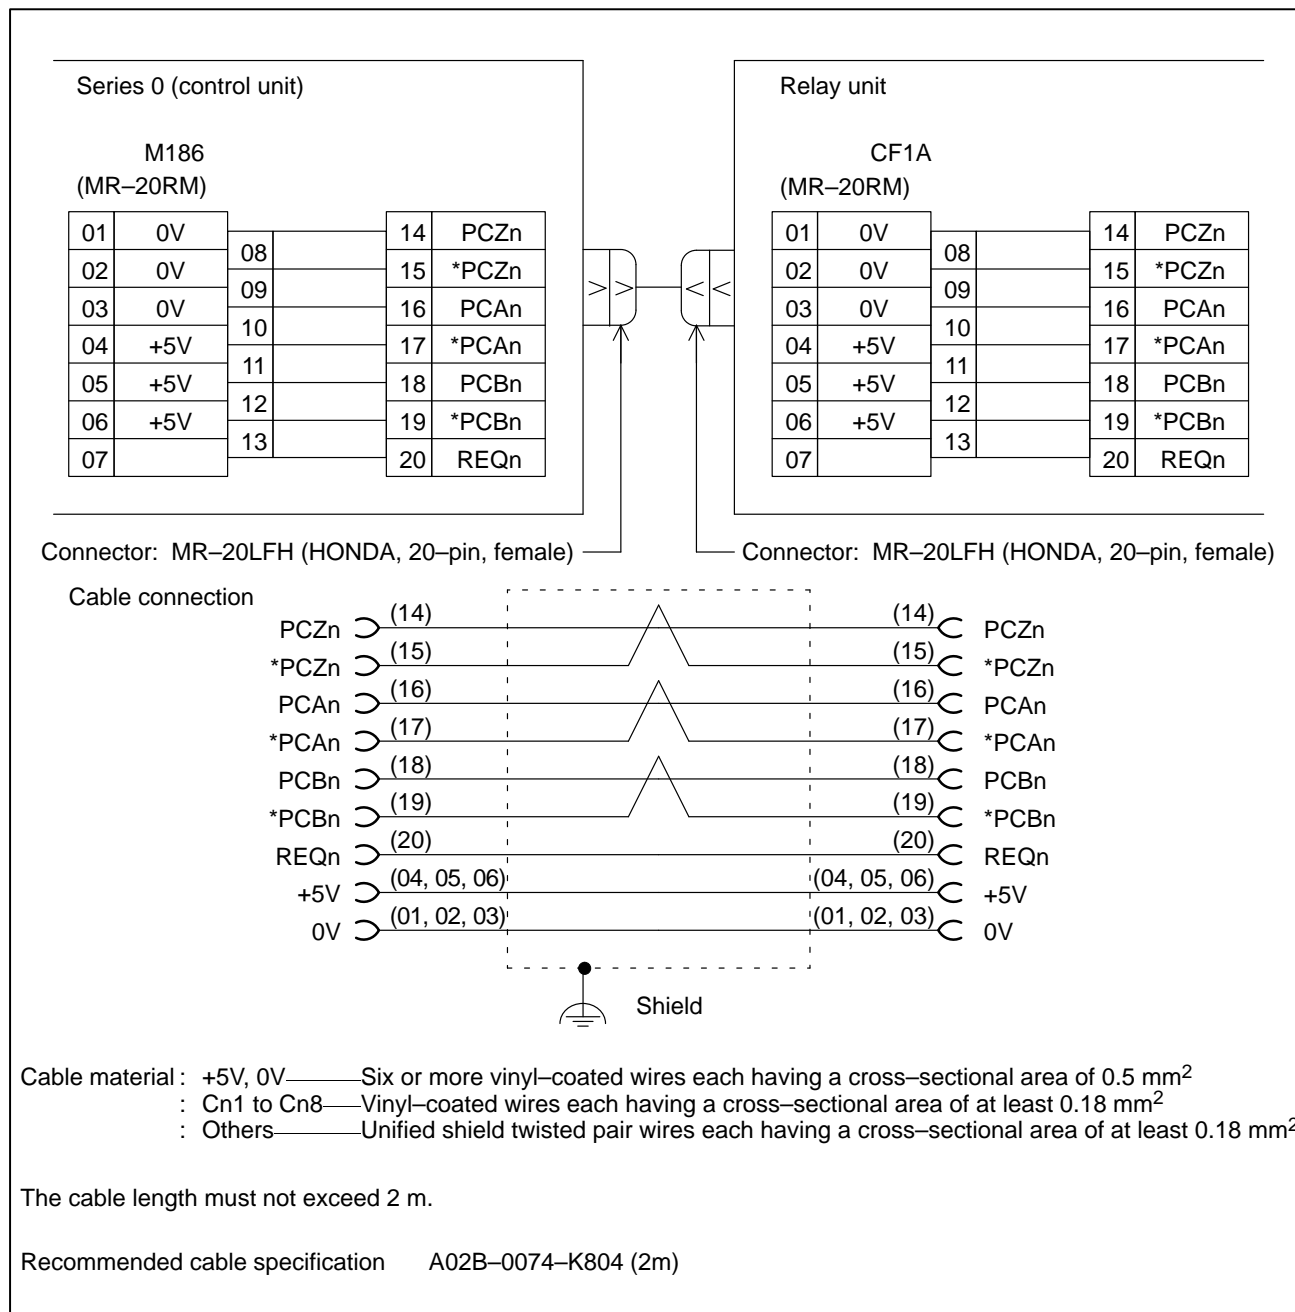 Series 0 (control unit)
Relay unit
M186
(MR–20RM)
CF1A
(MR–20RM)
01 0V
02 0V
03 0V
04 +5V
05 +5V
06 +5V
07
08
09
10
11
12
13
14 PCZn
15 *PCZn
16 PCAn
17 *PCAn
18 PCBn
19 *PCBn
20 REQn
01 0V
02 0V
03 0V
04 +5V
05 +5V
06 +5V
07
08
09
10
11
12
13
14 PCZn
15 *PCZn
16 PCAn
17 *PCAn
18 PCBn
19 *PCBn
20 REQn
Connector: MR–20LFH (HONDA, 20–pin, female)
Connector: MR–20LFH (HONDA, 20–pin, female)
Cable connection
PCZn (14) (14) PCZn
*PCZn (15) (15) *PCZn
PCAn (16) (16) PCAn
*PCAn (17) (17) *PCAn
PCBn (18) (18) PCBn
*PCBn (19) (19) *PCBn
REQn (20) (20) REQn
+5V (04, 05, 06) (04, 05, 06) +5V
0V (01, 02, 03) (01, 02, 03) 0V
Shield
Cable material : +5V, 0V Six or more vinyl–coated wires each having a cross–sectional area of 0.5 mm2
: Cn1 to Cn8 Vinyl–coated wires each having a cross–sectional area of at least 0.18 mm2
: Others Unified shield twisted pair wires each having a cross–sectional area of at least 0.18 mm2
The cable length must not exceed 2 m.
Recommended cable specification A02B–0074–K804 (2m)